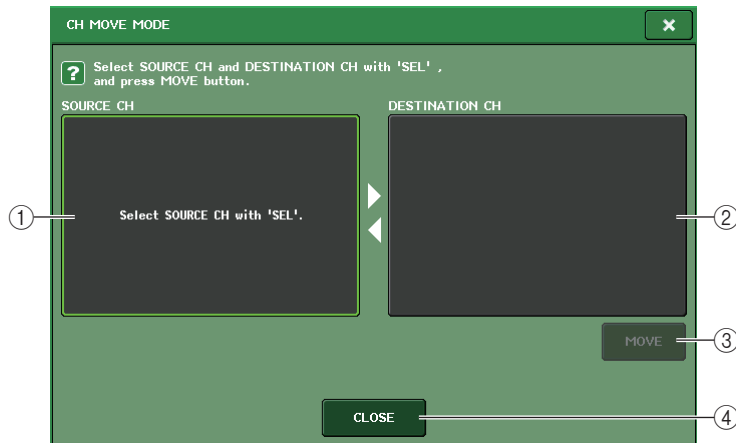 CH MOVE MODE
Select SOURCE CH and DESTINATION CH with 'SEL' ,
and press MOVE button.
SOURCE CH
DESTINATION CH
Select SOURCE CH with 'SEL'.
MOVE
CLOSE
①
②
③
④
?
×